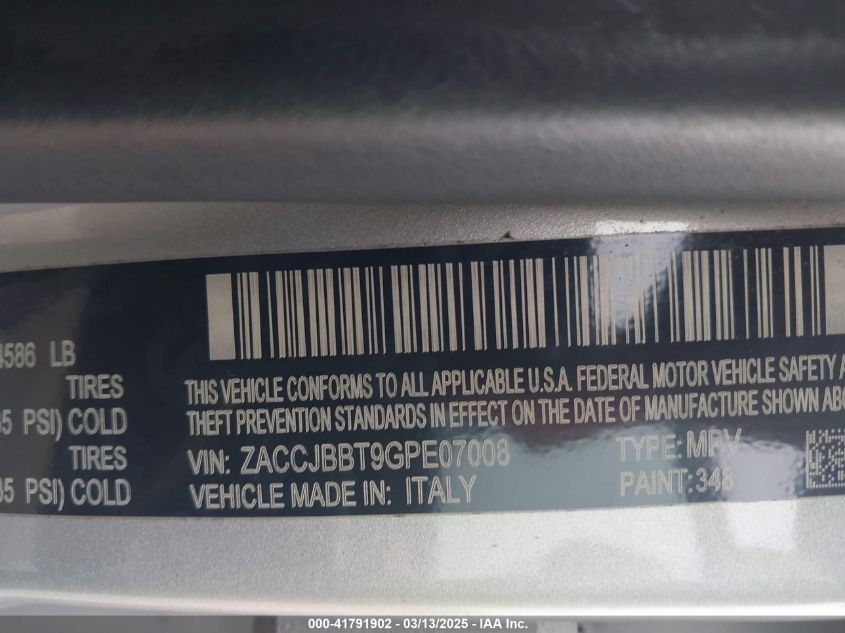 4586 LB
TIRES
PSI) COLD
PSI) COLD
THIS VEHICLE CONFORMS TO ALL APPLICABLE U.S.A. FEDERAL MOTOR VEHICLE SAFETY A
THEFT PREVENTION STANDARDS IN EFFECT ON THE DATE OF MANUFACTURE SHOWN ABO
VIN: ZACCJBBT9GPE07008 TYPE: MPV
VEHICLE MADE IN: ITALY PAINT: 348
TIRES
000-41791902 - 03/13/2025 - IAA Inc.